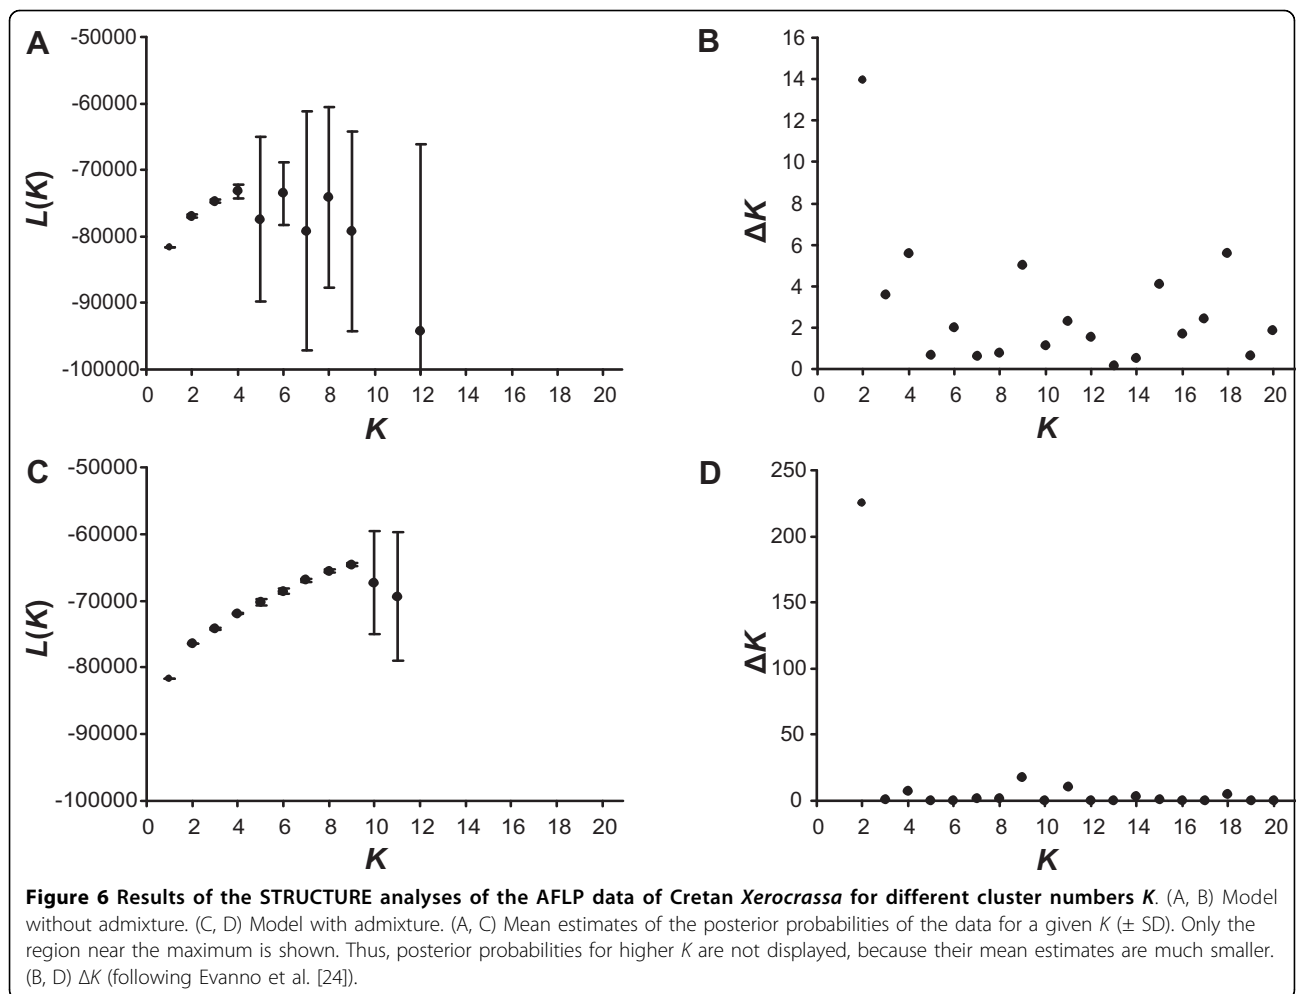 A
-50000
-60000
-70000
-80000
-90000
-100000
L(K)
0 2 4 6 8 10 12 14 16 18 20
K
B
16
14
12
10
8
6
4
2
0
ΔK
0 2 4 6 8 10 12 14 16 18 20
K
C
-50000
-60000
-70000
-80000
-90000
-100000
L(K)
0 2 4 6 8 10 12 14 16 18 20
K
D
250
200
150
100
50
0
ΔK
0 2 4 6 8 10 12 14 16 18 20
K
Figure 6 Results of the STRUCTURE analyses of the AFLP data of Cretan Xerocrassa for different cluster numbers K. (A, B) Model
without admixture. (C, D) Model with admixture. (A, C) Mean estimates of the posterior probabilities of the data for a given K (± SD). Only the
region near the maximum is shown. Thus, posterior probabilities for higher K are not displayed, because their mean estimates are much smaller.
(B, D) ΔK (following Evanno et al. [24]).